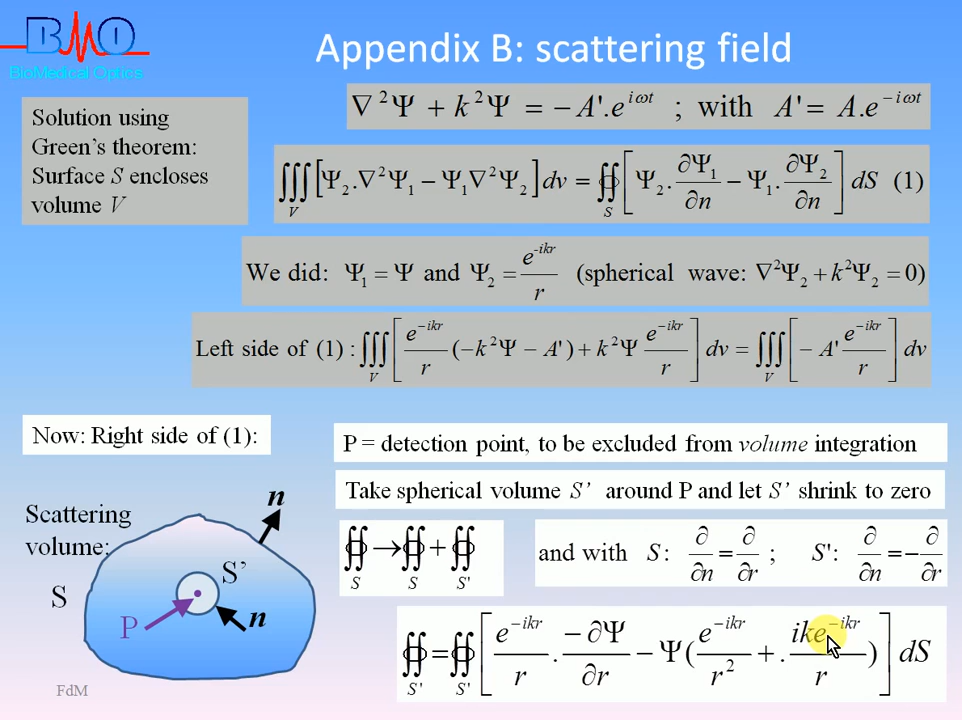 BMO
BioMedical Optics
Appendix B: scattering field
Solution using
Green's theorem:
Surface S encloses
volume V
∇²Ψ + k²Ψ = −A'.e^{iωt} ; with A' = A.e^{−iωt}
∭_V [Ψ₂.∇²Ψ₁ − Ψ₁∇²Ψ₂] dv = ∯_S [Ψ₂.∂Ψ₁/∂n − Ψ₁.∂Ψ₂/∂n] dS (1)
We did: Ψ₁ = Ψ and Ψ₂ = e^{-ikr}/r (spherical wave: ∇²Ψ₂ + k²Ψ₂ = 0)
Left side of (1) : ∭_V [e^{−ikr}/r (−k²Ψ − A') + k²Ψ e^{−ikr}/r] dv = ∭_V [−A' e^{−ikr}/r] dv
Now: Right side of (1):
P = detection point, to be excluded from volume integration
Take spherical volume S' around P and let S' shrink to zero
Scattering
volume:
S
n
S'
P
n
∯_S → ∯_S + ∯_S'
and with S: ∂/∂n = ∂/∂r ; S': ∂/∂n = −∂/∂r
∯_S' = ∯_S' [e^{−ikr}/r . −∂Ψ/∂r − Ψ(e^{−ikr}/r² + . ike^{−ikr}/r)] dS
FdM